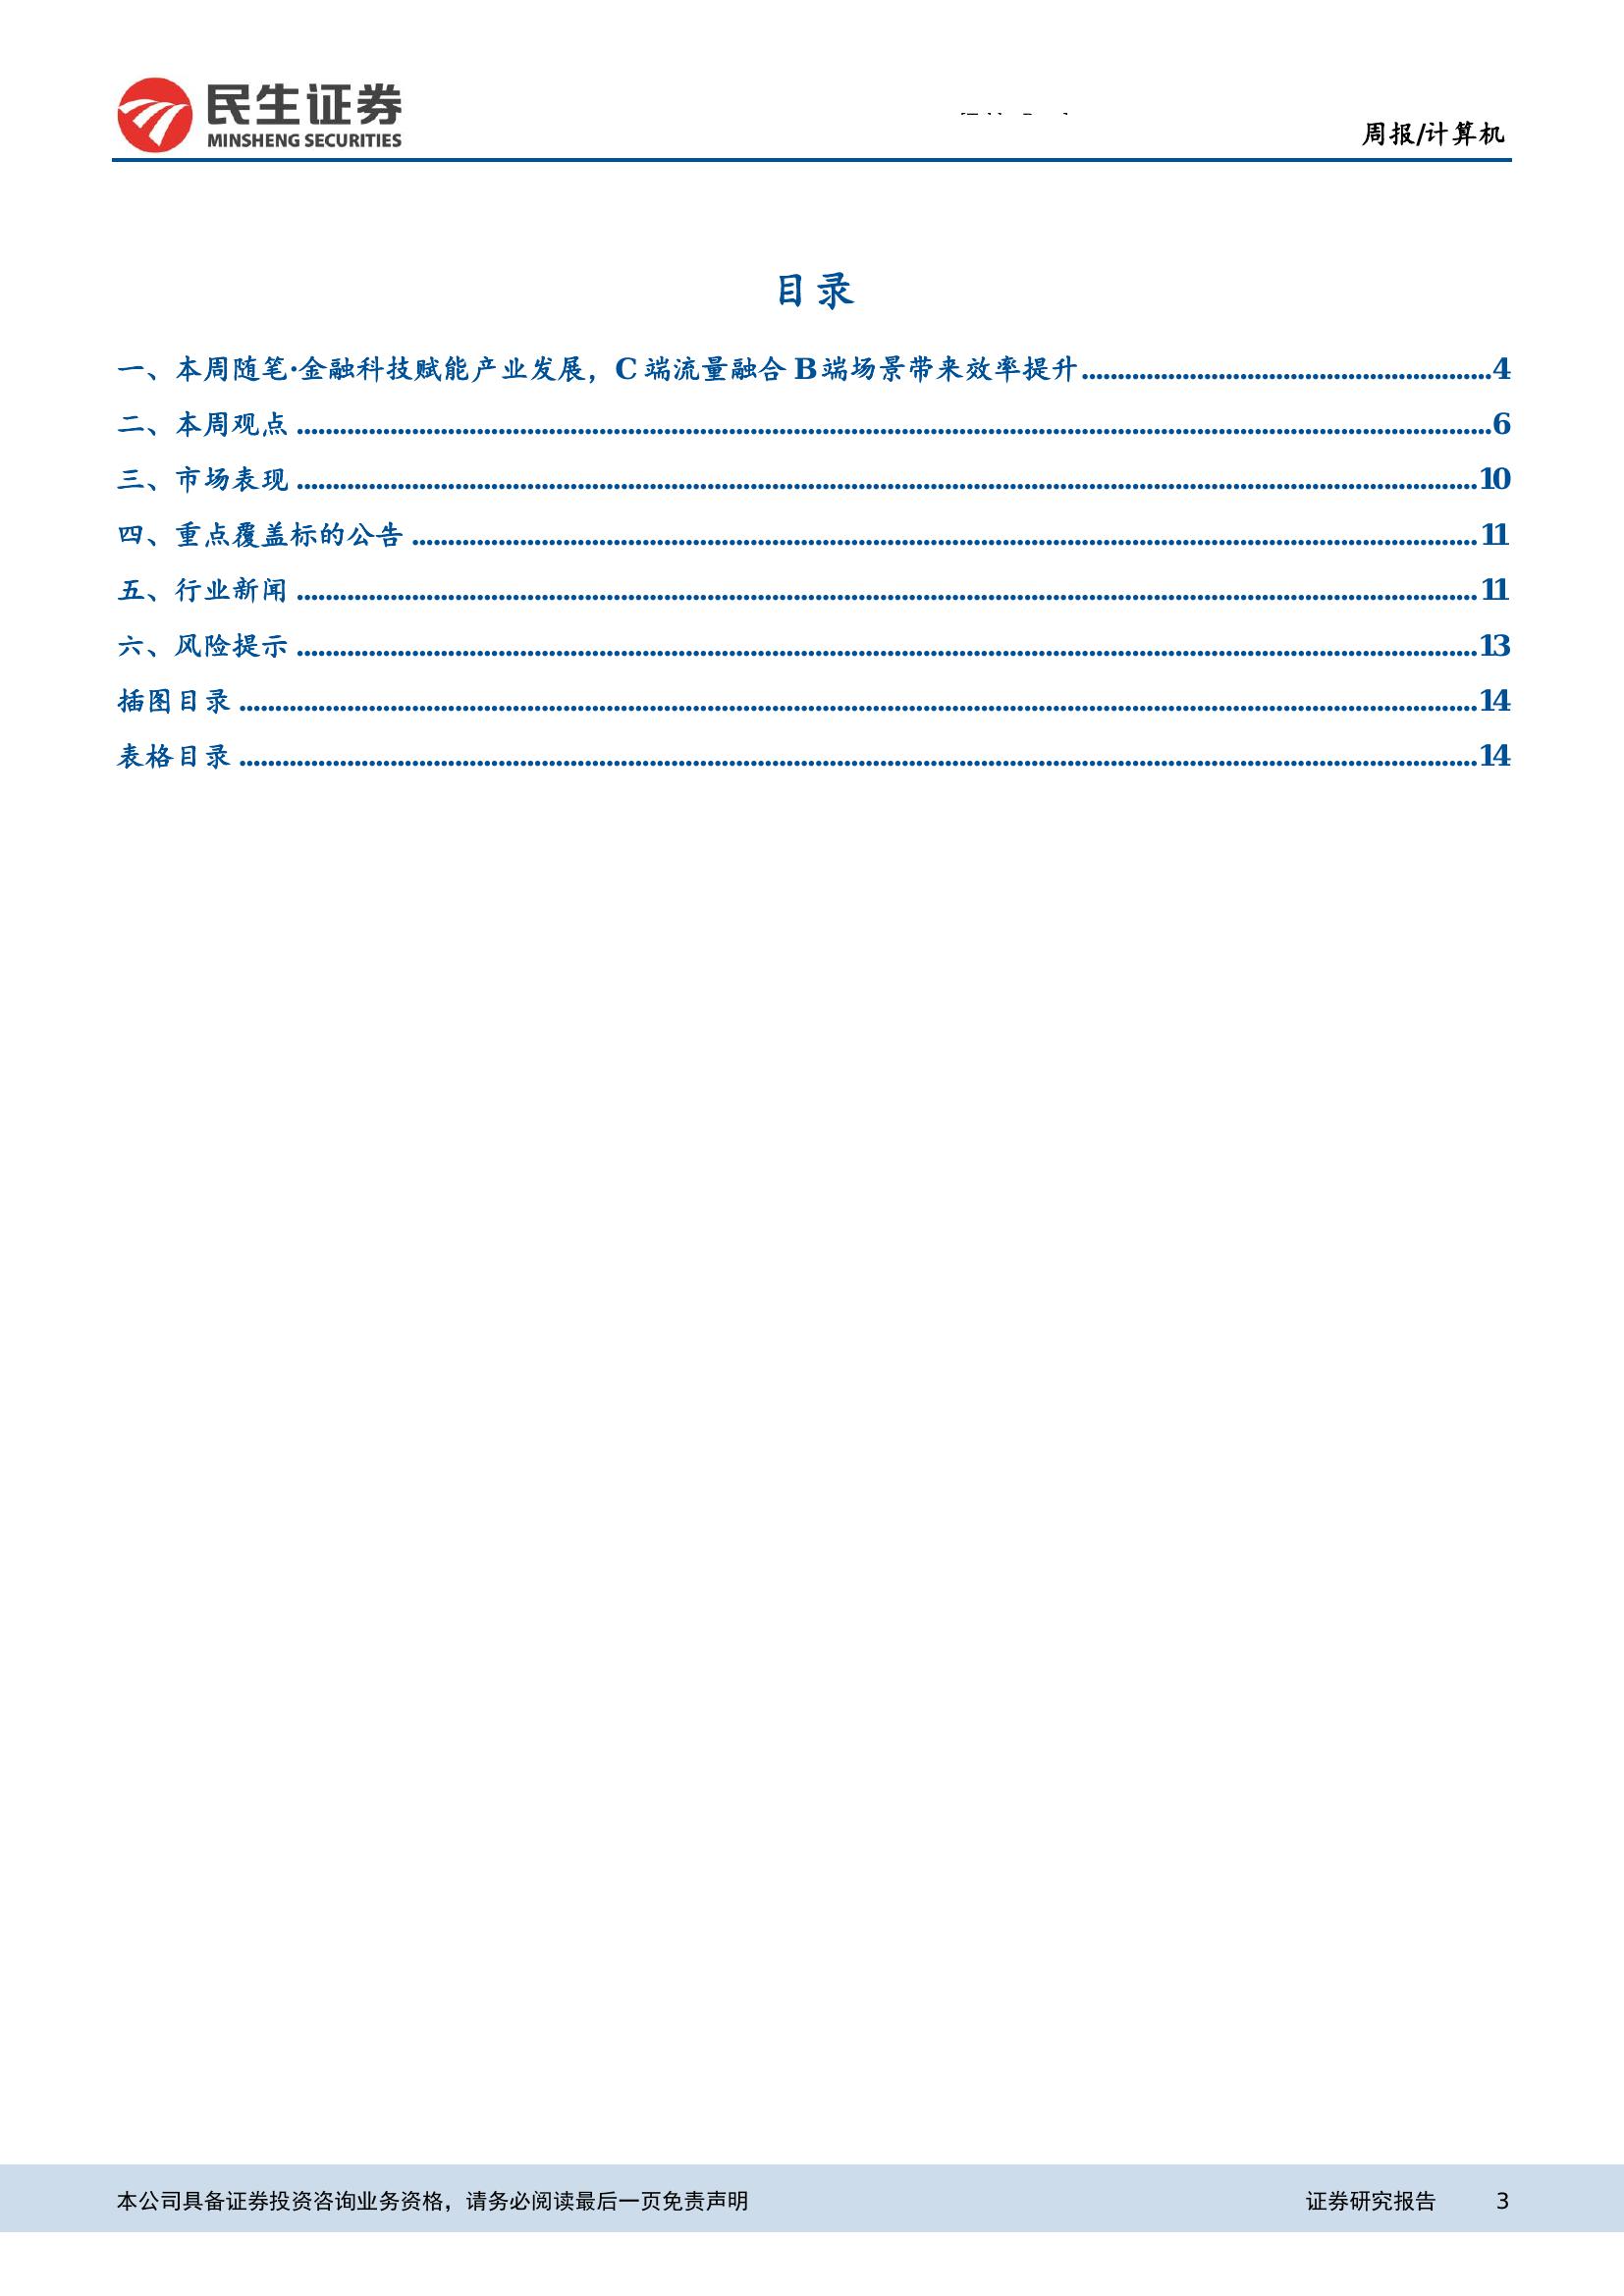 民生证券
MINSHENG SECURITIES
周报/计算机
目录
一、本周随笔·金融科技赋能产业发展，C 端流量融合 B 端场景带来效率提升 4
二、本周观点 6
三、市场表现 10
四、重点覆盖标的公告 11
五、行业新闻 11
六、风险提示 13
插图目录 14
表格目录 14
本公司具备证券投资咨询业务资格，请务必阅读最后一页免责声明 证券研究报告 3